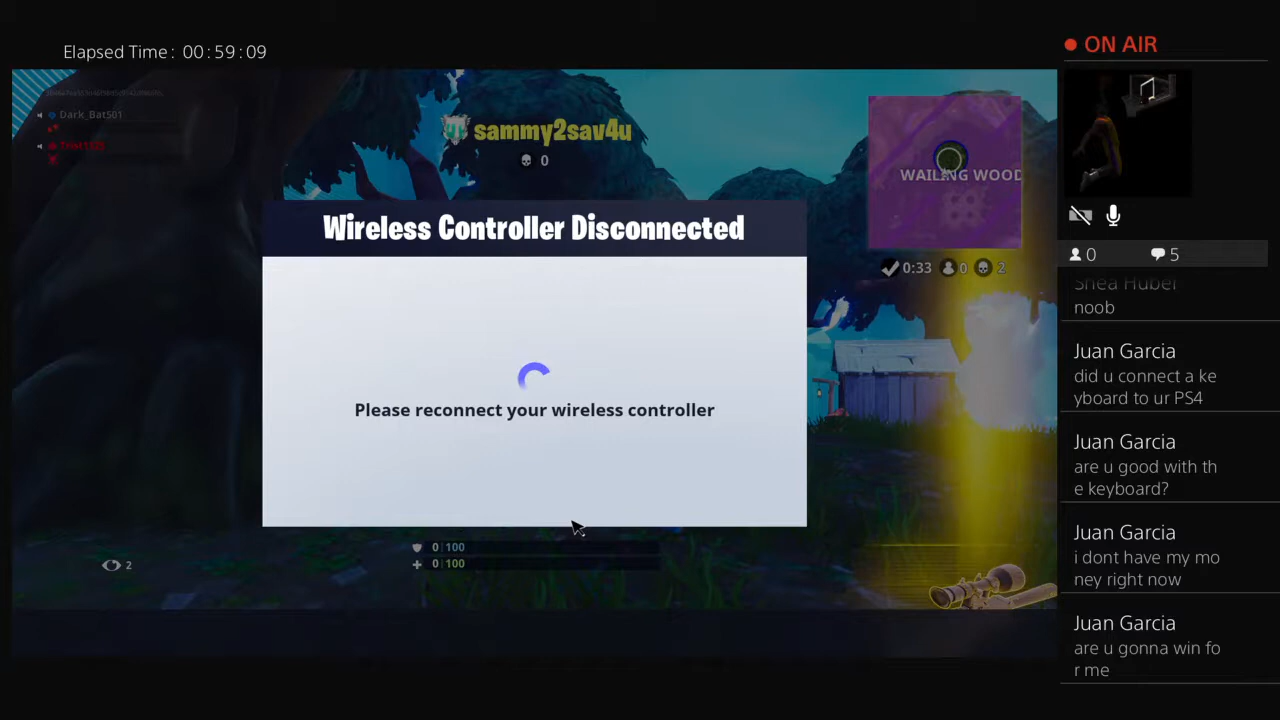 Elapsed Time: 00:59:09
ON AIR
Dark_Bat501
sammy2sav4u
0
WAILING WOOD
0:33 0 2
Wireless Controller Disconnected
Please reconnect your wireless controller
0|100
0|100
2
0 5
Shea Huber
noob
Juan Garcia
did u connect a ke
yboard to ur PS4
Juan Garcia
are u good with th
e keyboard?
Juan Garcia
i dont have my mo
ney right now
Juan Garcia
are u gonna win fo
r me